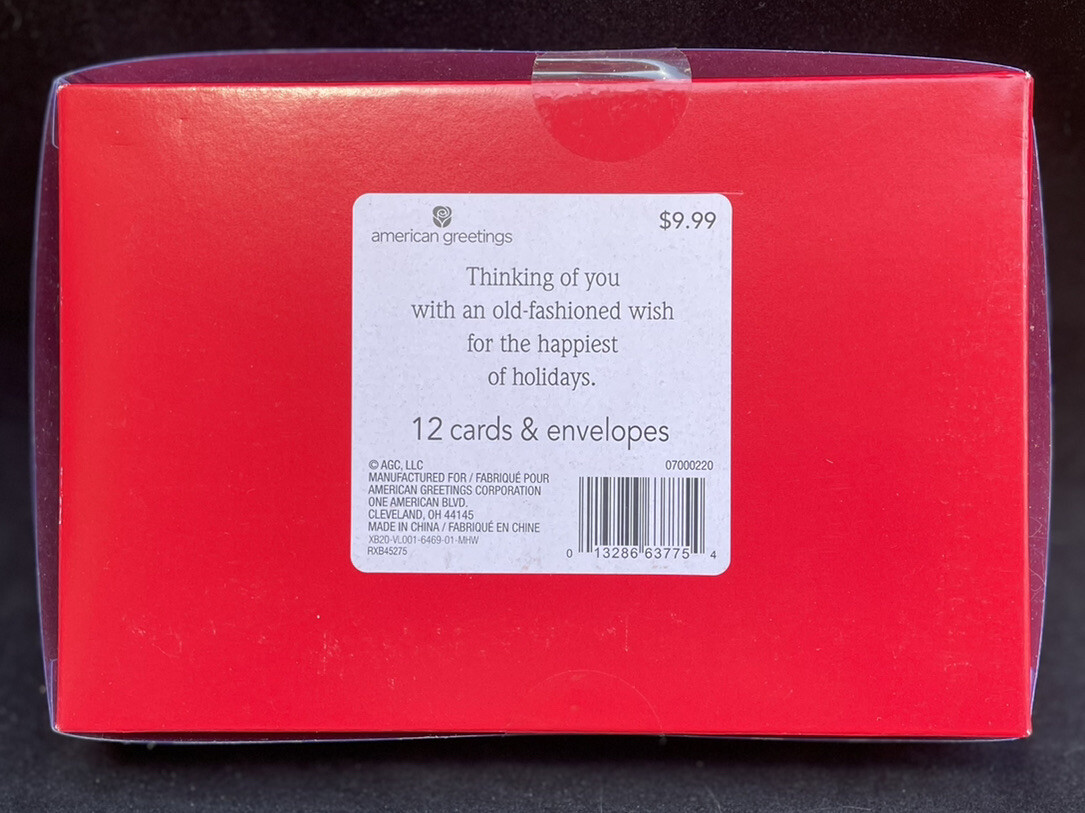 american greetings
$9.99
Thinking of you
with an old-fashioned wish
for the happiest
of holidays.
12 cards & envelopes
© AGC, LLC
MANUFACTURED FOR / FABRIQUÉ POUR
AMERICAN GREETINGS CORPORATION
ONE AMERICAN BLVD.
CLEVELAND, OH 44145
MADE IN CHINA / FABRIQUÉ EN CHINE
XB20-VL001-6469-01-MHW
RXB45275
07000220
0 13286 63775 4